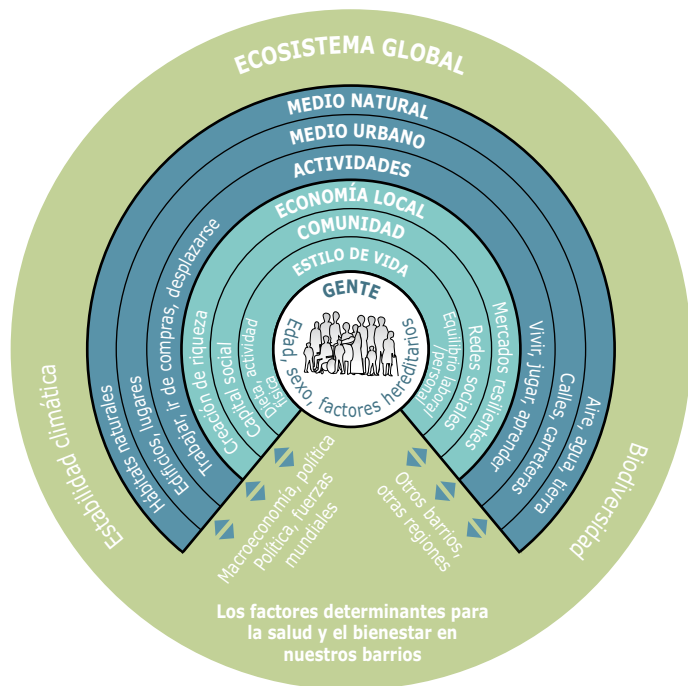 ECOSISTEMA GLOBAL
MEDIO NATURAL
MEDIO URBANO
ACTIVIDADES
ECONOMÍA LOCAL
COMUNIDAD
ESTILO DE VIDA
GENTE
Edad, sexo, factores hereditarios
Dieta, actividad
física
Capital social
Creación de riqueza
Trabajar, ir de compras, desplazarse
Edificios, lugares
Hábitats naturales
Estabilidad climática
Equilibrio laboral
/personal
Redes sociales
Mercados resilientes
Vivir, jugar, aprender
Calles, carreteras
Aire, agua, tierra
Biodiversidad
Macroeconomía, política
Política, fuerzas
mundiales
Otros barrios,
otras regiones
Los factores determinantes para
la salud y el bienestar en
nuestros barrios